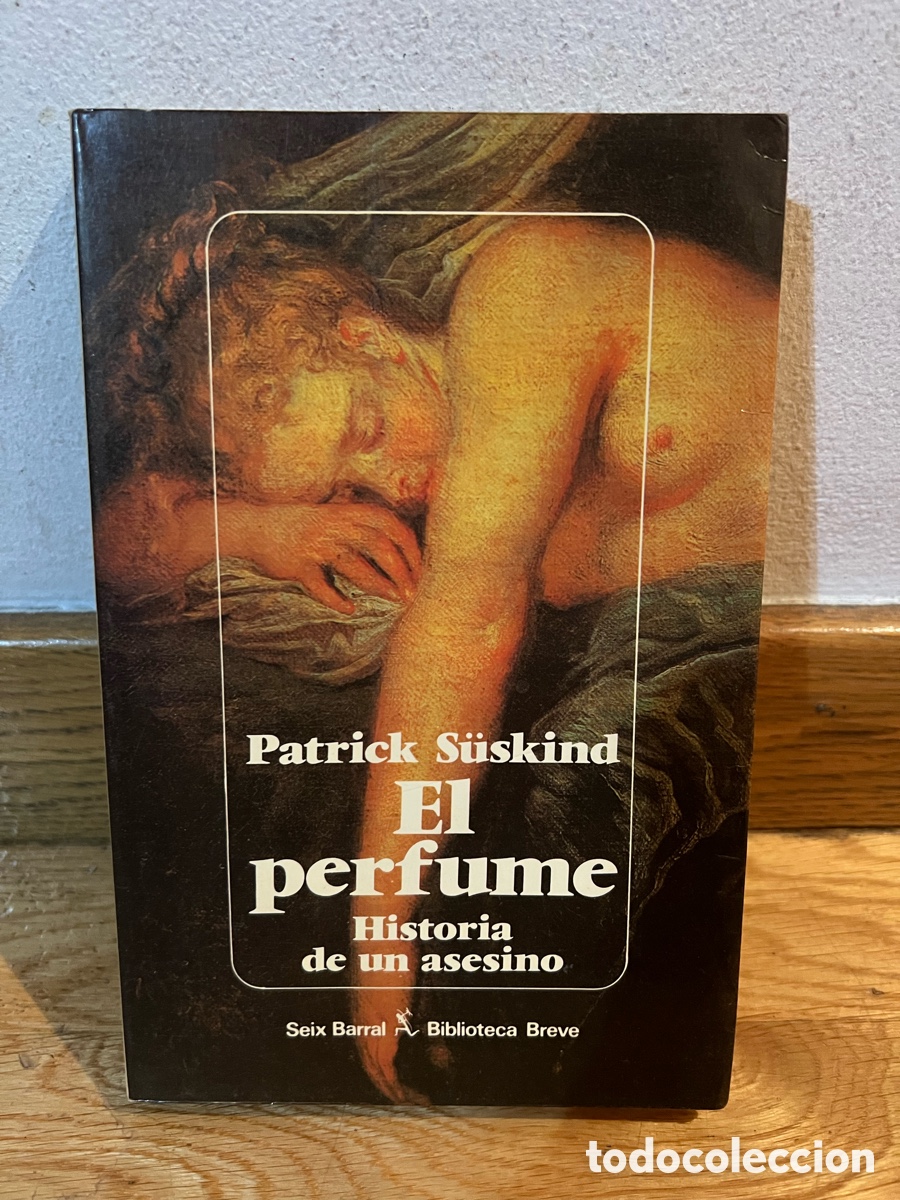 Patrick Süskind
El
perfume
Historia
de un asesino
Seix Barral Biblioteca Breve
todocoleccion